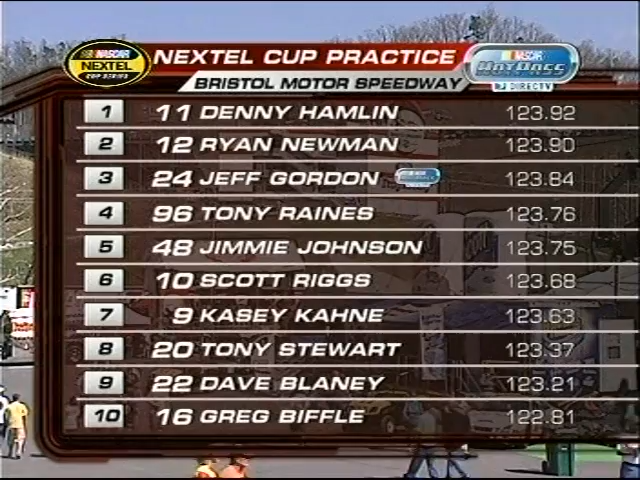 NASCAR
NEXTEL
CUP SERIES
NEXTEL CUP PRACTICE
NASCAR
HOTPASS
DIRECTV
BRISTOL MOTOR SPEEDWAY
1 11 DENNY HAMLIN 123.92
2 12 RYAN NEWMAN 123.90
3 24 JEFF GORDON 123.84
4 96 TONY RAINES 123.76
5 48 JIMMIE JOHNSON 123.75
6 10 SCOTT RIGGS 123.68
7 9 KASEY KAHNE 123.63
8 20 TONY STEWART 123.37
9 22 DAVE BLANEY 123.21
10 16 GREG BIFFLE 122.81